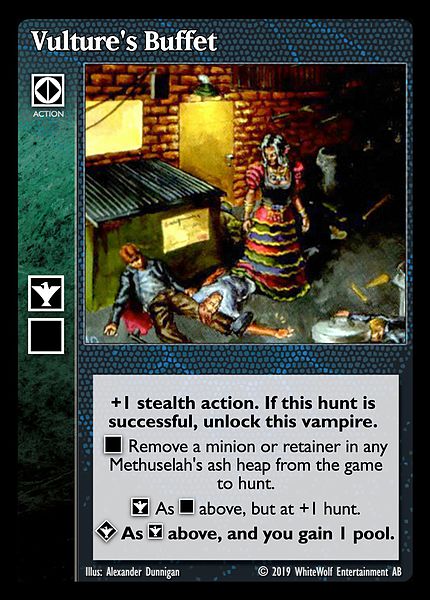 Vulture's Buffet
ACTION
+1 stealth action. If this hunt is
successful, unlock this vampire.
Remove a minion or retainer in any
Methuselah's ash heap from the game
to hunt.
As above, but at +1 hunt.
As above, and you gain 1 pool.
Illus: Alexander Dunnigan © 2019 WhiteWolf Entertainment AB